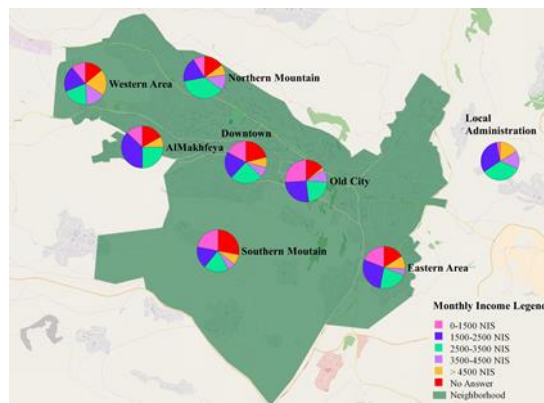 Western Area
Northern Mountain
Local
Administration
AlMakhfeya
Downtown
Old City
Southern Moutain
Eastern Area
Monthly Income Legend
0-1500 NIS
1500-2500 NIS
2500-3500 NIS
3500-4500 NIS
> 4500 NIS
No Answer
Neighborhood